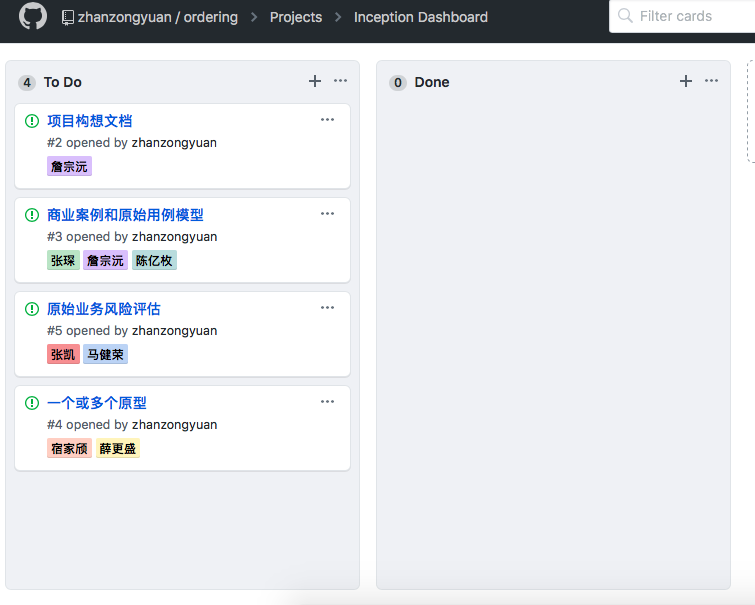 zhanzongyuan / ordering > Projects > Inception Dashboard
Filter cards
4 To Do
项目构想文档
#2 opened by zhanzongyuan
詹宗沅
商业案例和原始用例模型
#3 opened by zhanzongyuan
张琛 詹宗沅 陈亿枚
原始业务风险评估
#5 opened by zhanzongyuan
张凯 马健荣
一个或多个原型
#4 opened by zhanzongyuan
宿家颀 薛更盛
0 Done